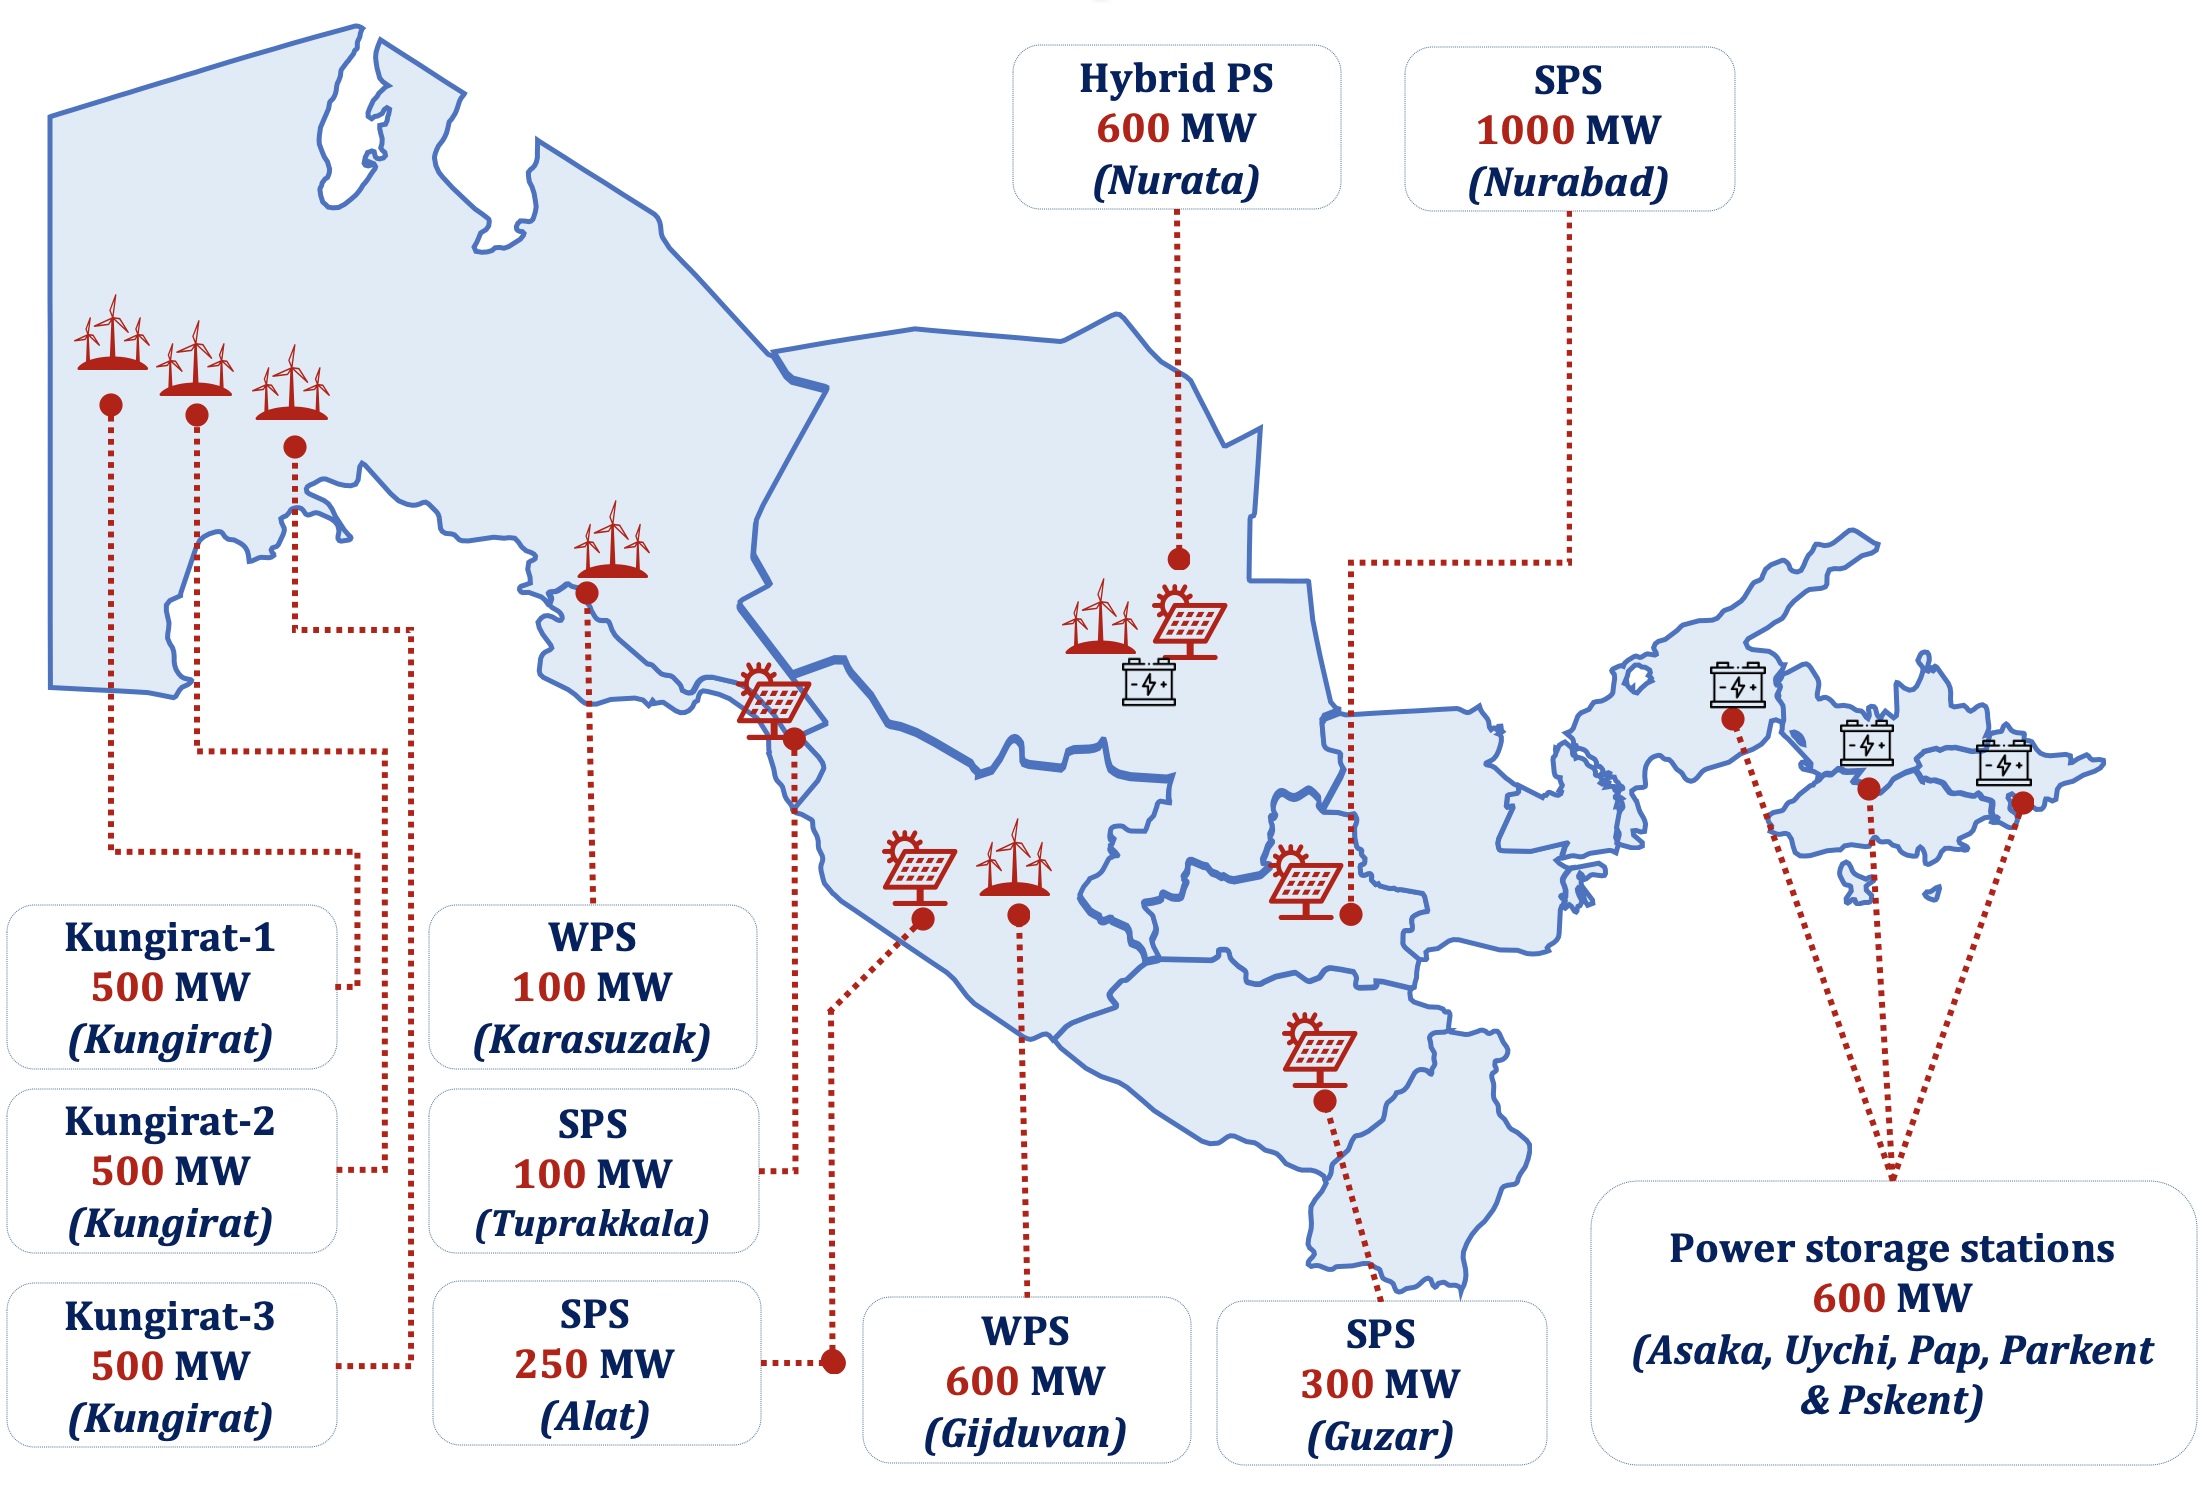 Hybrid PS
600 MW
(Nurata)
SPS
1000 MW
(Nurabad)
Kungirat-1
500 MW
(Kungirat)
WPS
100 MW
(Karasuzak)
Kungirat-2
500 MW
(Kungirat)
SPS
100 MW
(Tuprakkala)
Kungirat-3
500 MW
(Kungirat)
SPS
250 MW
(Alat)
WPS
600 MW
(Gijduvan)
SPS
300 MW
(Guzar)
Power storage stations
600 MW
(Asaka, Uychi, Pap, Parkent
& Pskent)